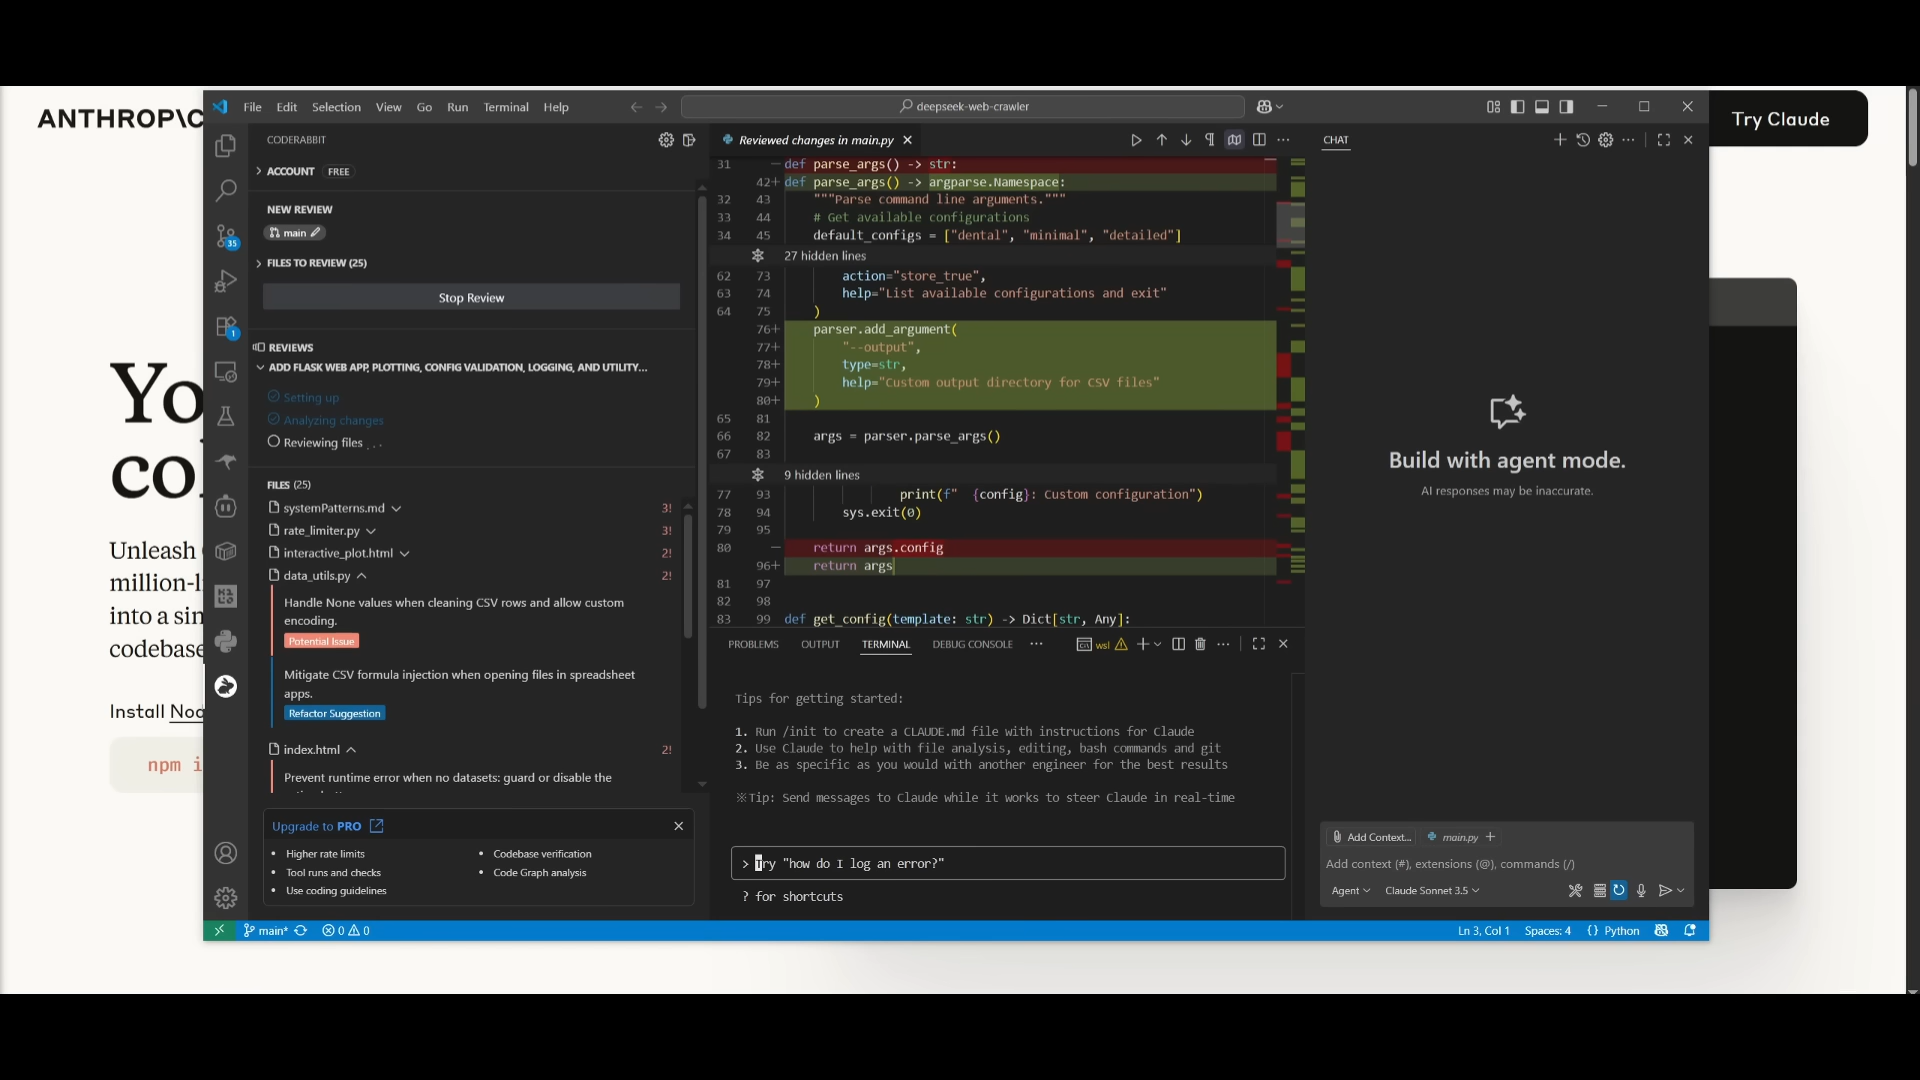 ANTHROP\C
Try Claude
Yo
co
Unleash
million-li
into a sin
codebase
Install Nod
npm i
File Edit Selection View Go Run Terminal Help
deepseek-web-crawler
CODERABBIT
ACCOUNT FREE
NEW REVIEW
main
FILES TO REVIEW (25)
Stop Review
REVIEWS
ADD FLASK WEB APP, PLOTTING, CONFIG VALIDATION, LOGGING, AND UTILITY...
Setting up
Analyzing changes
Reviewing files . . .
FILES (25)
systemPatterns.md 3!
rate_limiter.py 3!
interactive_plot.html 2!
data_utils.py 2!
Handle None values when cleaning CSV rows and allow custom
encoding.
Potential Issue
Mitigate CSV formula injection when opening files in spreadsheet
apps.
Refactor Suggestion
index.html 2!
Prevent runtime error when no datasets: guard or disable the
Upgrade to PRO
• Higher rate limits
• Tool runs and checks
• Use coding guidelines
• Codebase verification
• Code Graph analysis
35
1
Reviewed changes in main.py
31 — def parse_args() -> str:
42+ def parse_args() -> argparse.Namespace:
32 43 """Parse command line arguments."""
33 44 # Get available configurations
34 45 default_configs = ["dental", "minimal", "detailed"]
27 hidden lines
62 73 action="store_true",
63 74 help="List available configurations and exit"
64 75 )
76+ parser.add_argument(
77+ "--output",
78+ type=str,
79+ help="Custom output directory for CSV files"
80+ )
65 81
66 82 args = parser.parse_args()
67 83
9 hidden lines
77 93 print(f" {config}: Custom configuration")
78 94 sys.exit(0)
79 95
80 — return args.config
96+ return args
81 97
82 98
83 99 def get_config(template: str) -> Dict[str, Any]:
PROBLEMS OUTPUT TERMINAL DEBUG CONSOLE ··· wsl
Tips for getting started:
1. Run /init to create a CLAUDE.md file with instructions for Claude
2. Use Claude to help with file analysis, editing, bash commands and git
3. Be as specific as you would with another engineer for the best results
※Tip: Send messages to Claude while it works to steer Claude in real-time
> Try "how do I log an error?"
? for shortcuts
CHAT
Build with agent mode.
AI responses may be inaccurate.
Add Context... main.py +
Add context (#), extensions (@), commands (/)
Agent Claude Sonnet 3.5
main* 0 0
Ln 3, Col 1 Spaces: 4 {} Python